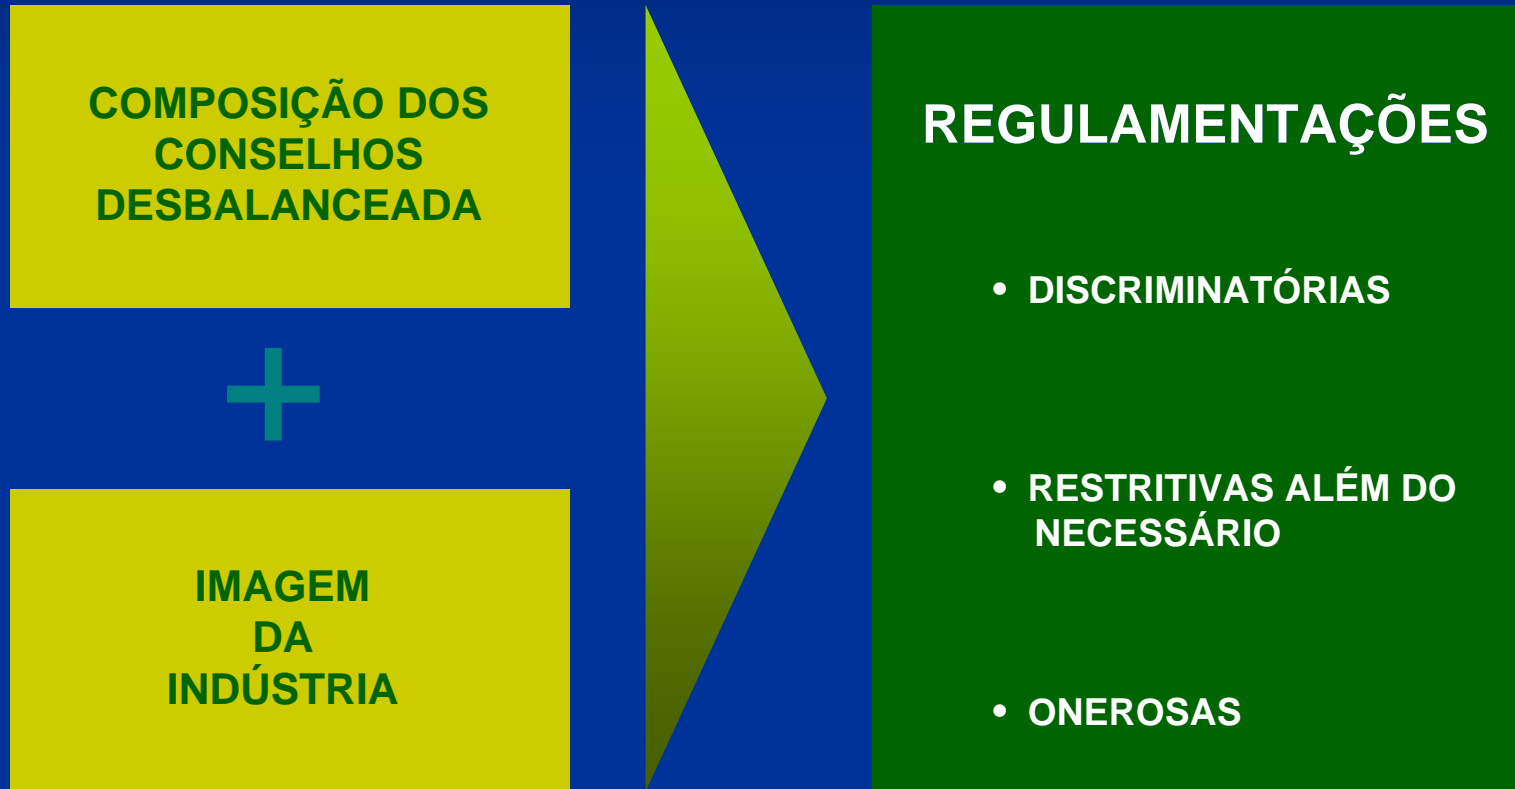 COMPOSIÇÃO DOS
CONSELHOS
DESBALANCEADA
+
IMAGEM
DA
INDÚSTRIA
REGULAMENTAÇÕES
• DISCRIMINATÓRIAS
• RESTRITIVAS ALÉM DO
NECESSÁRIO
• ONEROSAS